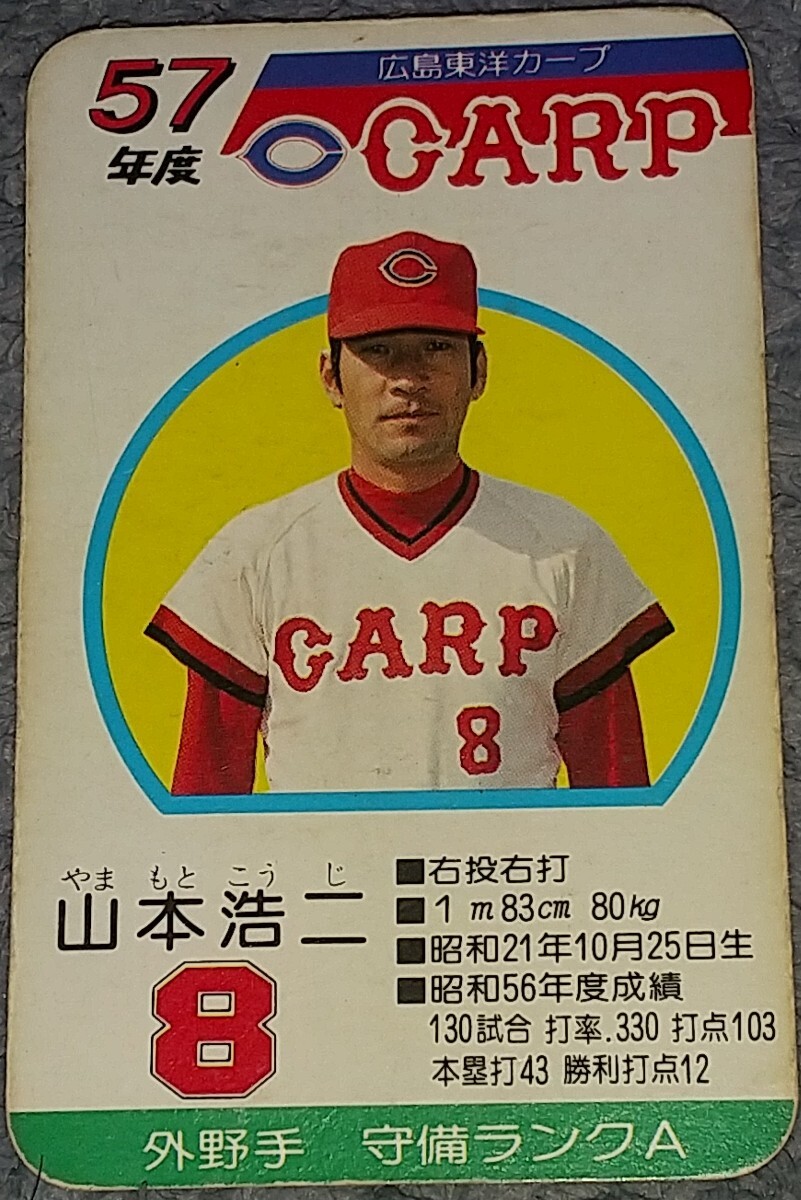 57
年度
広島東洋カープ
C CARP
C
CARP
8
やま もと こう じ
山本浩二
8
■右投右打
■1m83cm 80kg
■昭和21年10月25日生
■昭和56年度成績
130試合 打率.330 打点103
本塁打43 勝利打点12
外野手 守備ランクA